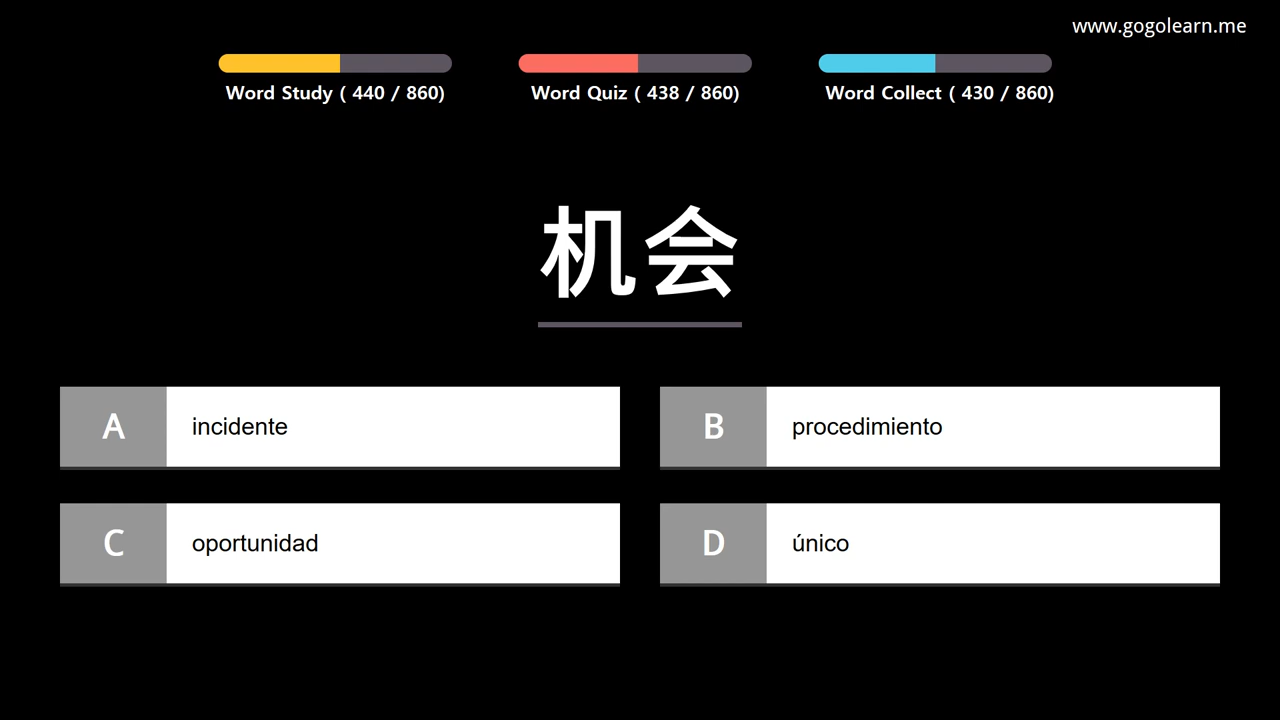 www.gogolearn.me
Word Study ( 440 / 860)
Word Quiz ( 438 / 860)
Word Collect ( 430 / 860)
机会
A incidente
B procedimiento
C oportunidad
D único